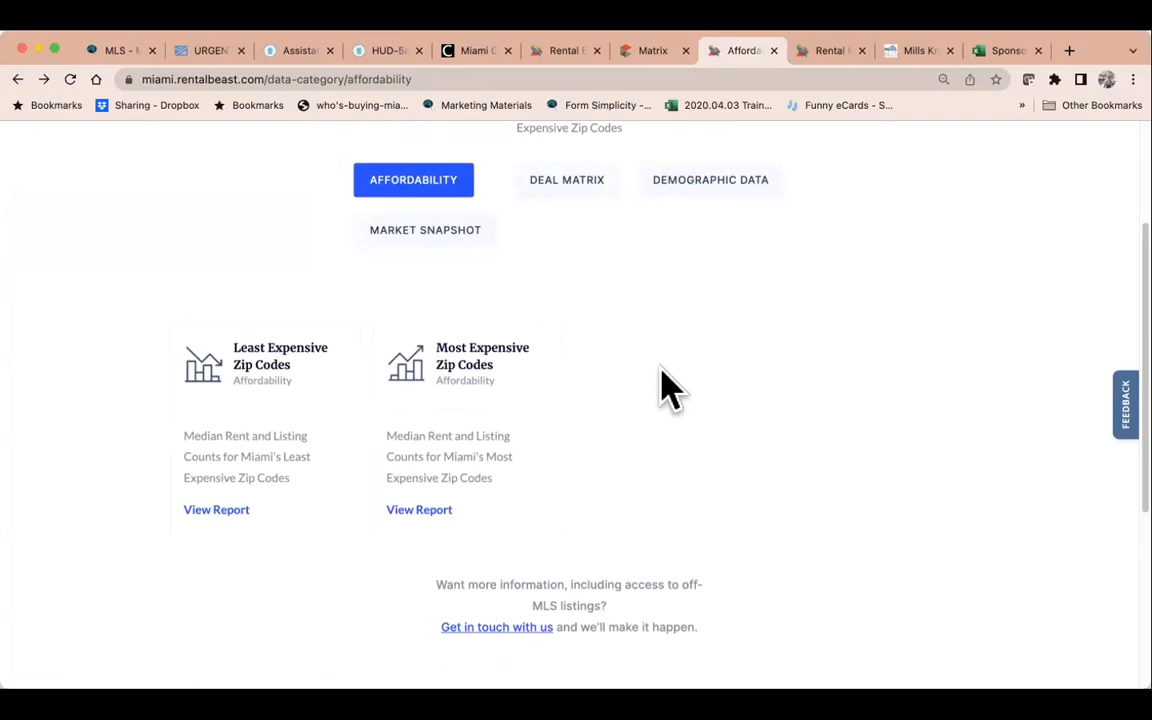 MLS - M
URGEN
Assistan
HUD-5a
Miami C
Rental B
Matrix
Afforda
Rental
Mills Kn
Sponso
miami.rentalbeast.com/data-category/affordability
Bookmarks
Sharing - Dropbox
Bookmarks
who's-buying-mia...
Marketing Materials
Form Simplicity -...
2020.04.03 Train...
Funny eCards - S...
»
Other Bookmarks
Expensive Zip Codes
AFFORDABILITY
DEAL MATRIX
DEMOGRAPHIC DATA
MARKET SNAPSHOT
Least Expensive
Zip Codes
Affordability
Median Rent and Listing
Counts for Miami's Least
Expensive Zip Codes
View Report
Most Expensive
Zip Codes
Affordability
Median Rent and Listing
Counts for Miami's Most
Expensive Zip Codes
View Report
FEEDBACK
Want more information, including access to off-
MLS listings?
Get in touch with us and we'll make it happen.